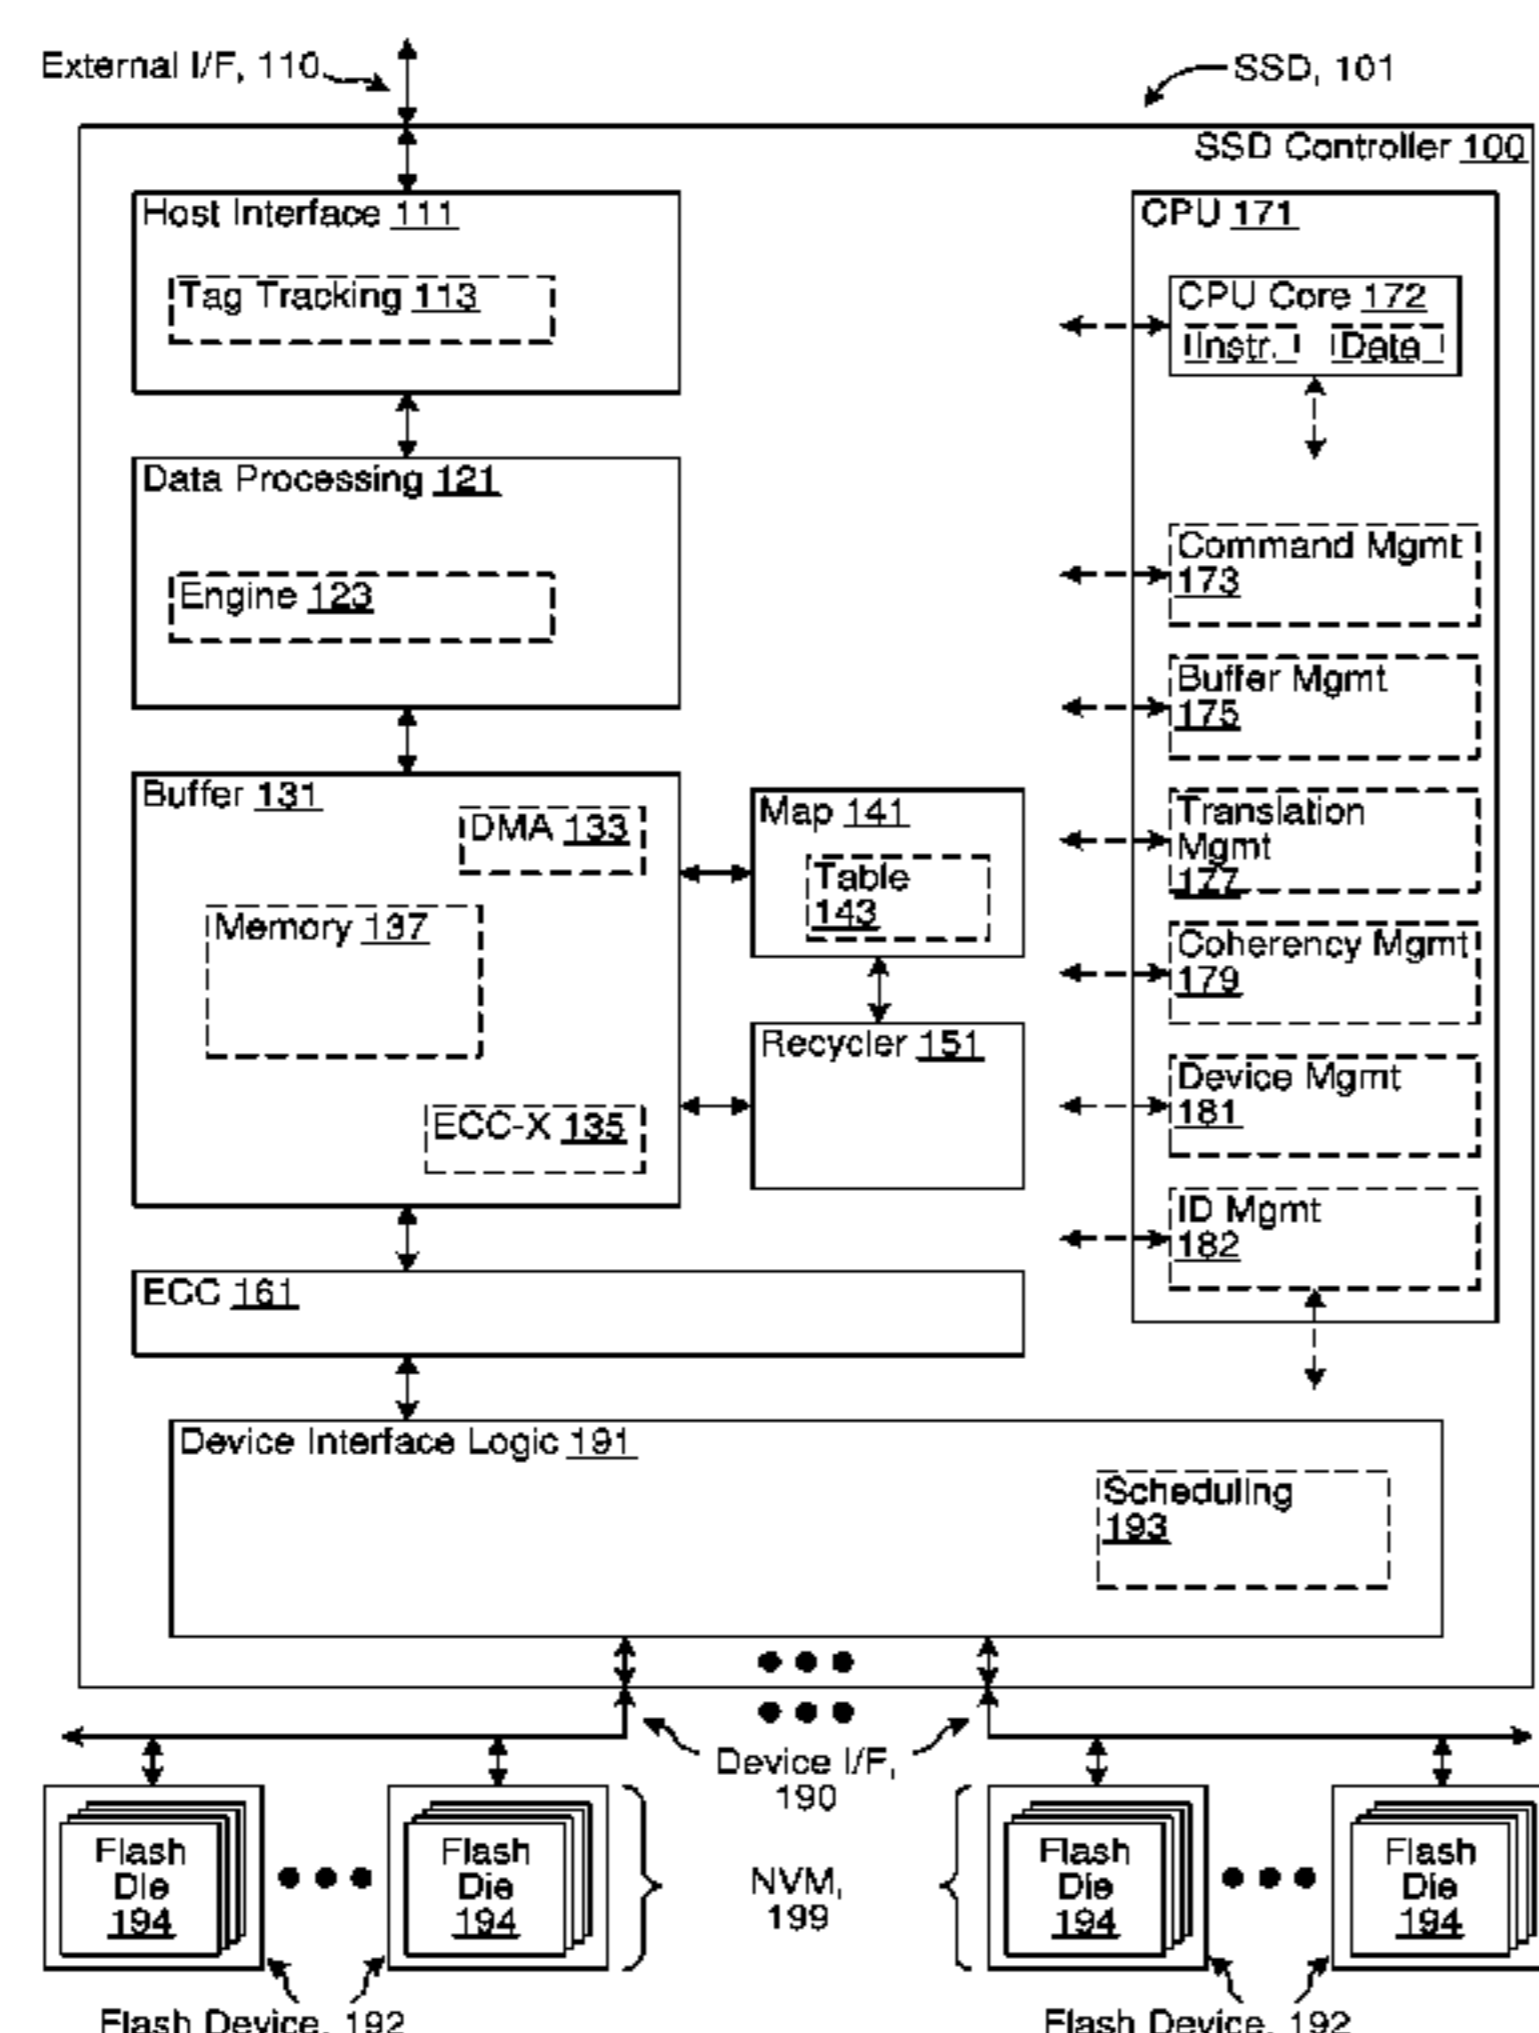 External I/F, 110
SSD, 101
SSD Controller 100
Host Interface 111
Tag Tracking 113
CPU 171
CPU Core 172
Instr. Data
Data Processing 121
Engine 123
Command Mgmt
173
Buffer Mgmt
175
Translation
Mgmt
177
Coherency Mgmt
179
Device Mgmt
181
ID Mgmt
182
Buffer 131
DMA 133
Memory 137
ECC-X 135
Map 141
Table
143
Recycler 151
ECC 161
Device Interface Logic 191
Scheduling
193
Device I/F,
190
Flash
Die
194
Flash
Die
194
NVM,
199
Flash
Die
194
Flash
Die
194
Flash Device, 192
Flash Device, 192